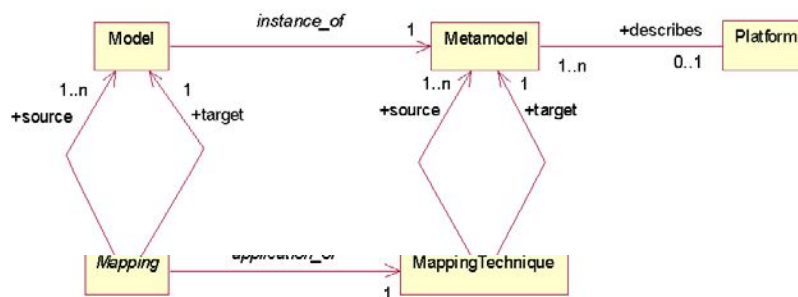 instance_of
+describes
Model
1
Metamodel
Platform
1..n
1
1..n
1
1..n
0..1
+source
+target
+source
+target
Mapping
application_of
MappingTechnique
1